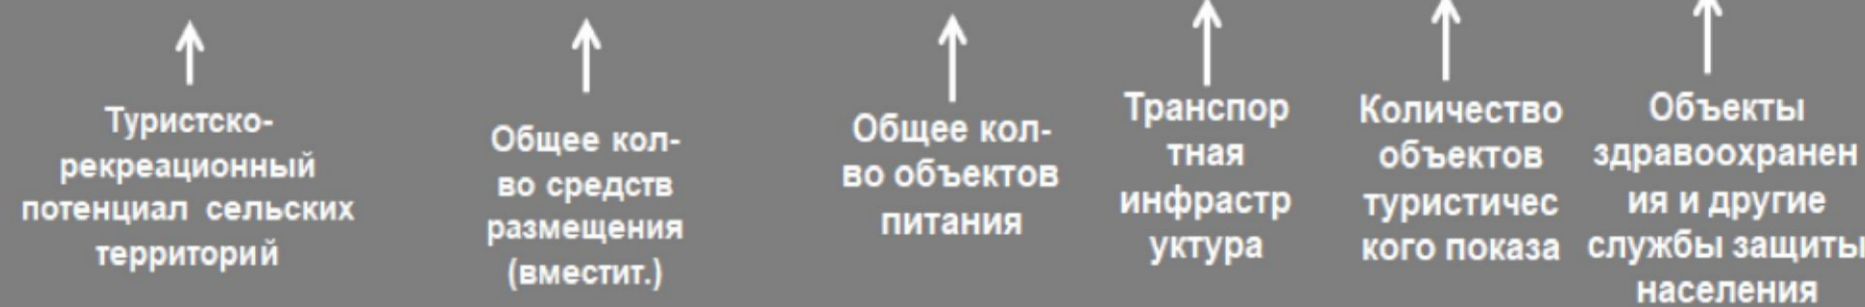 Туристско-
рекреационный
потенциал сельских
территорий
Общее кол-
во средств
размещения
(вместит.)
Общее кол-
во объектов
питания
Транспор
тная
инфрастр
уктура
Количество
объектов
туристичес
кого показа
Объекты
здравоохранен
ия и другие
службы защиты
населения